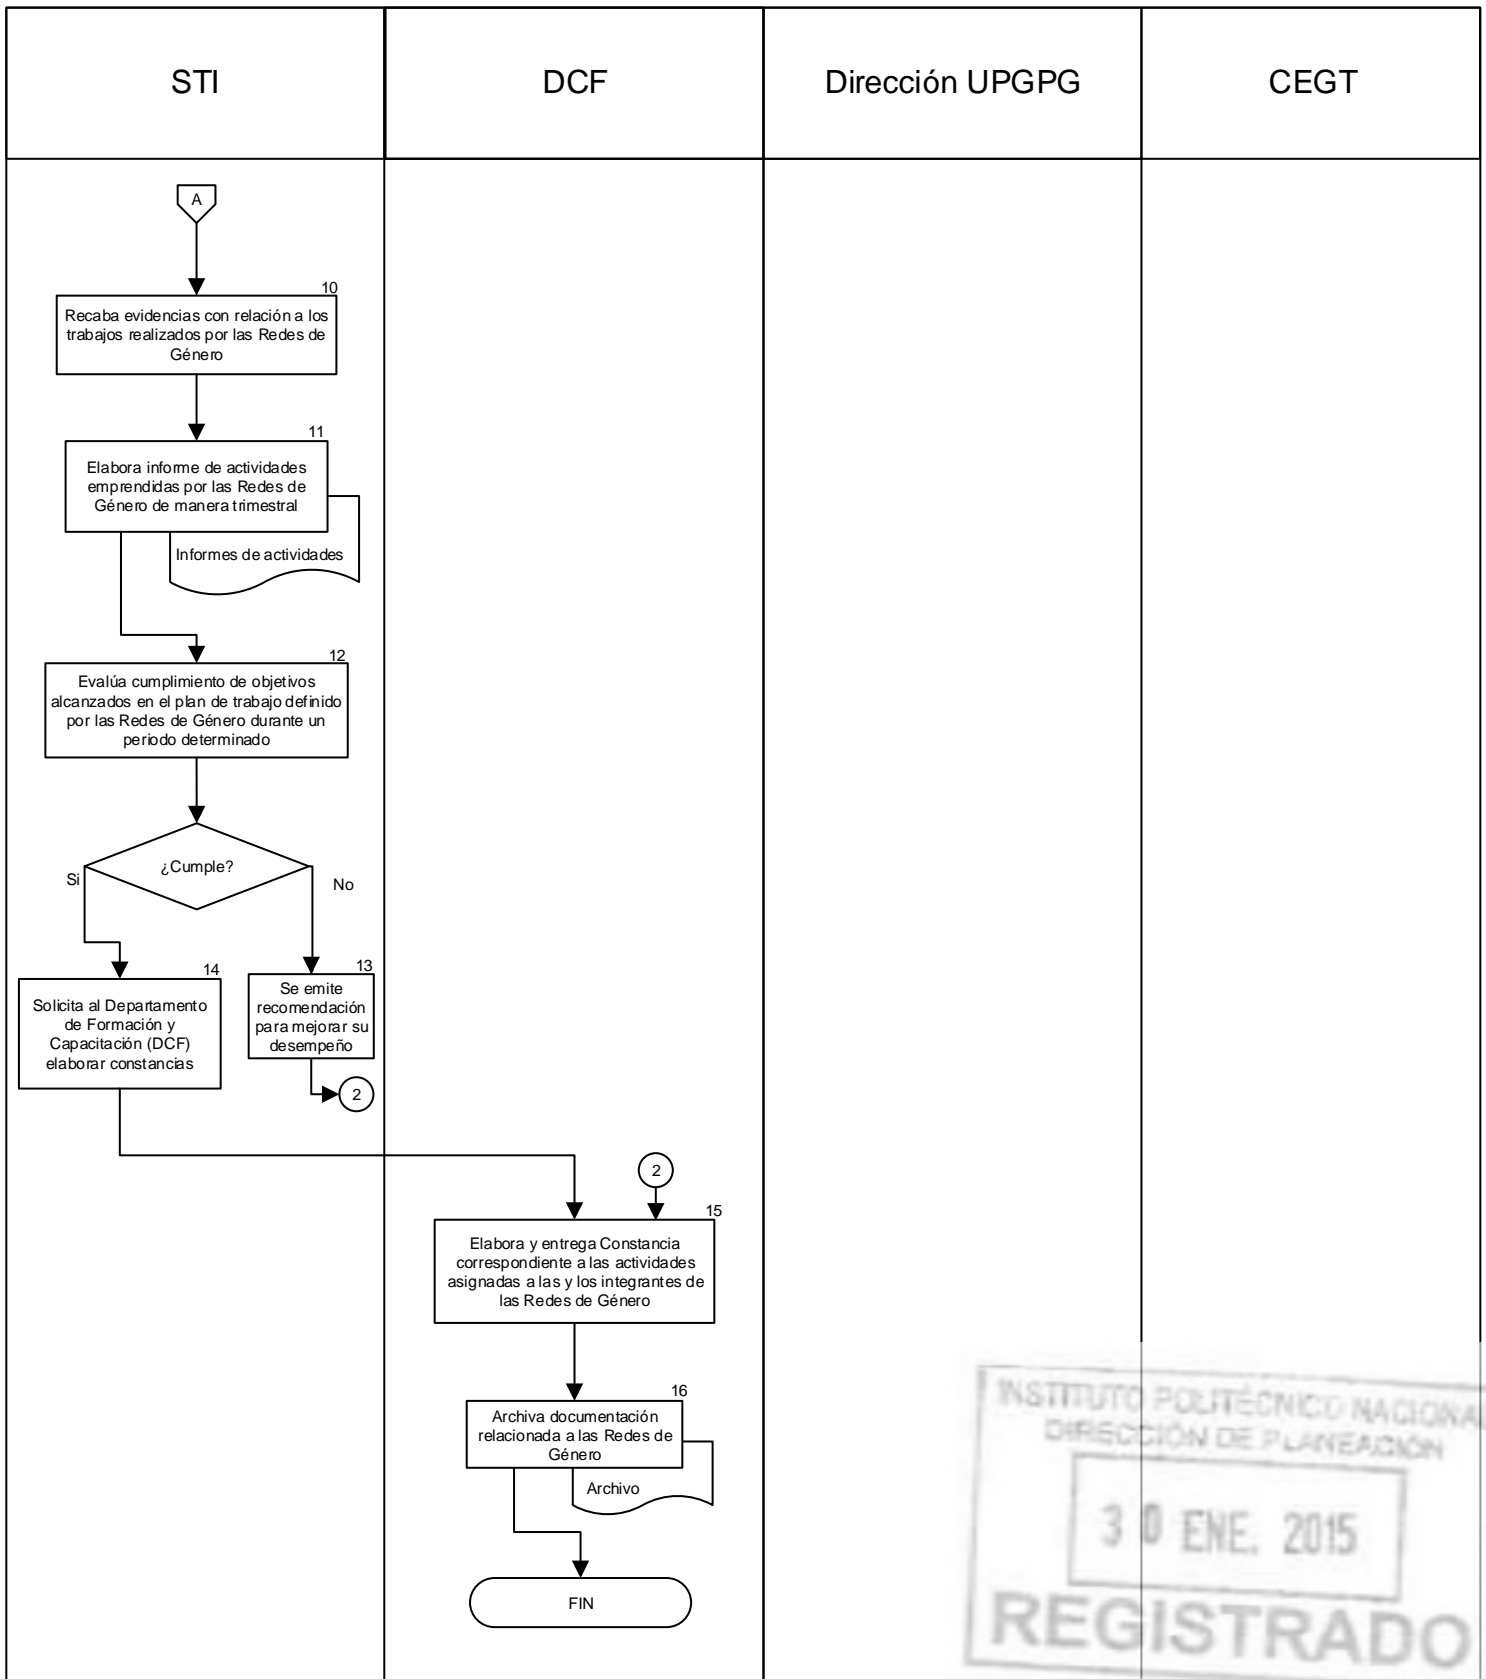 STI
DCF
Dirección UPGPG
CEGT
A
10
Recaba evidencias con relación a los
trabajos realizados por las Redes de
Género
11
Elabora informe de actividades
emprendidas por las Redes de
Género de manera trimestral
Informes de actividades
12
Evalúa cumplimiento de objetivos
alcanzados en el plan de trabajo definido
por las Redes de Género durante un
periodo determinado
¿Cumple?
Si
No
14
Solicita al Departamento
de Formación y
Capacitación (DCF)
elaborar constancias
13
Se emite
recomendación
para mejorar su
desempeño
2
2
15
Elabora y entrega Constancia
correspondiente a las actividades
asignadas a las y los integrantes de
las Redes de Género
16
Archiva documentación
relacionada a las Redes de
Género
Archivo
FIN
INSTITUTO POLITÉCNICO NACIONAL
DIRECCIÓN DE PLANEACIÓN
30 ENE. 2015
REGISTRADO